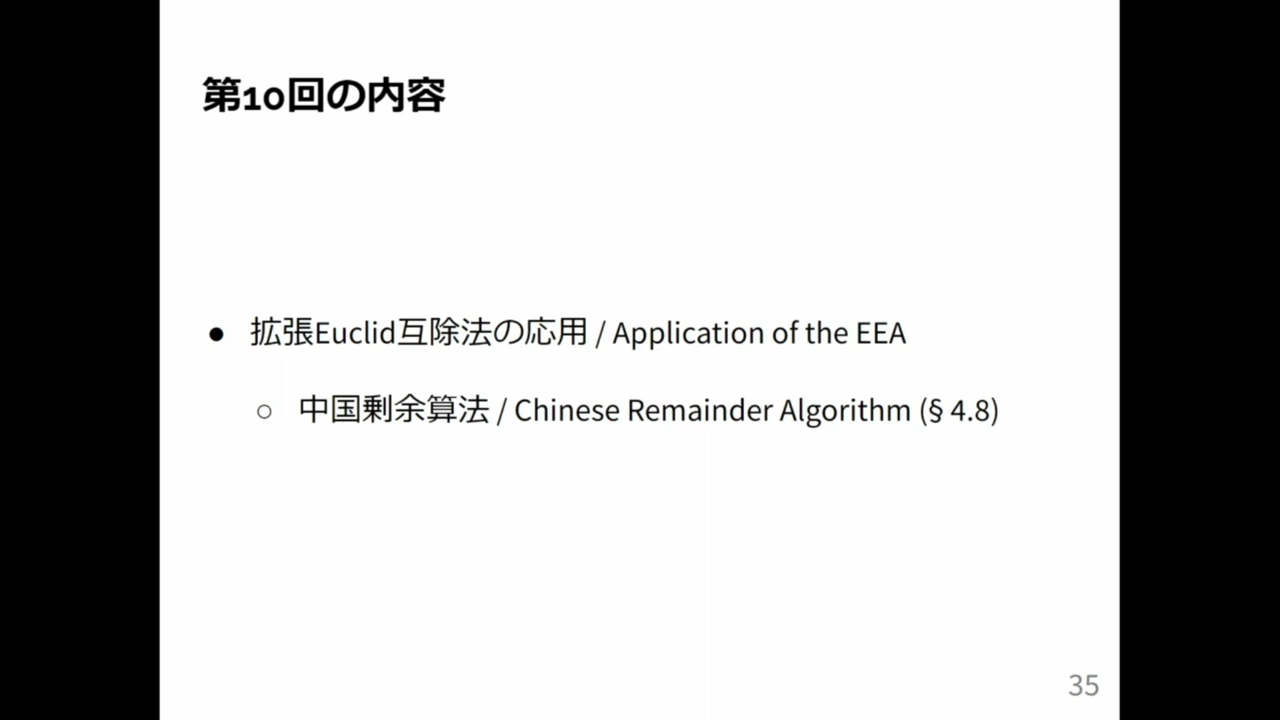 第10回の内容
● 拡張Euclid互除法の応用 / Application of the EEA
○ 中国剰余算法 / Chinese Remainder Algorithm (§ 4.8)
35